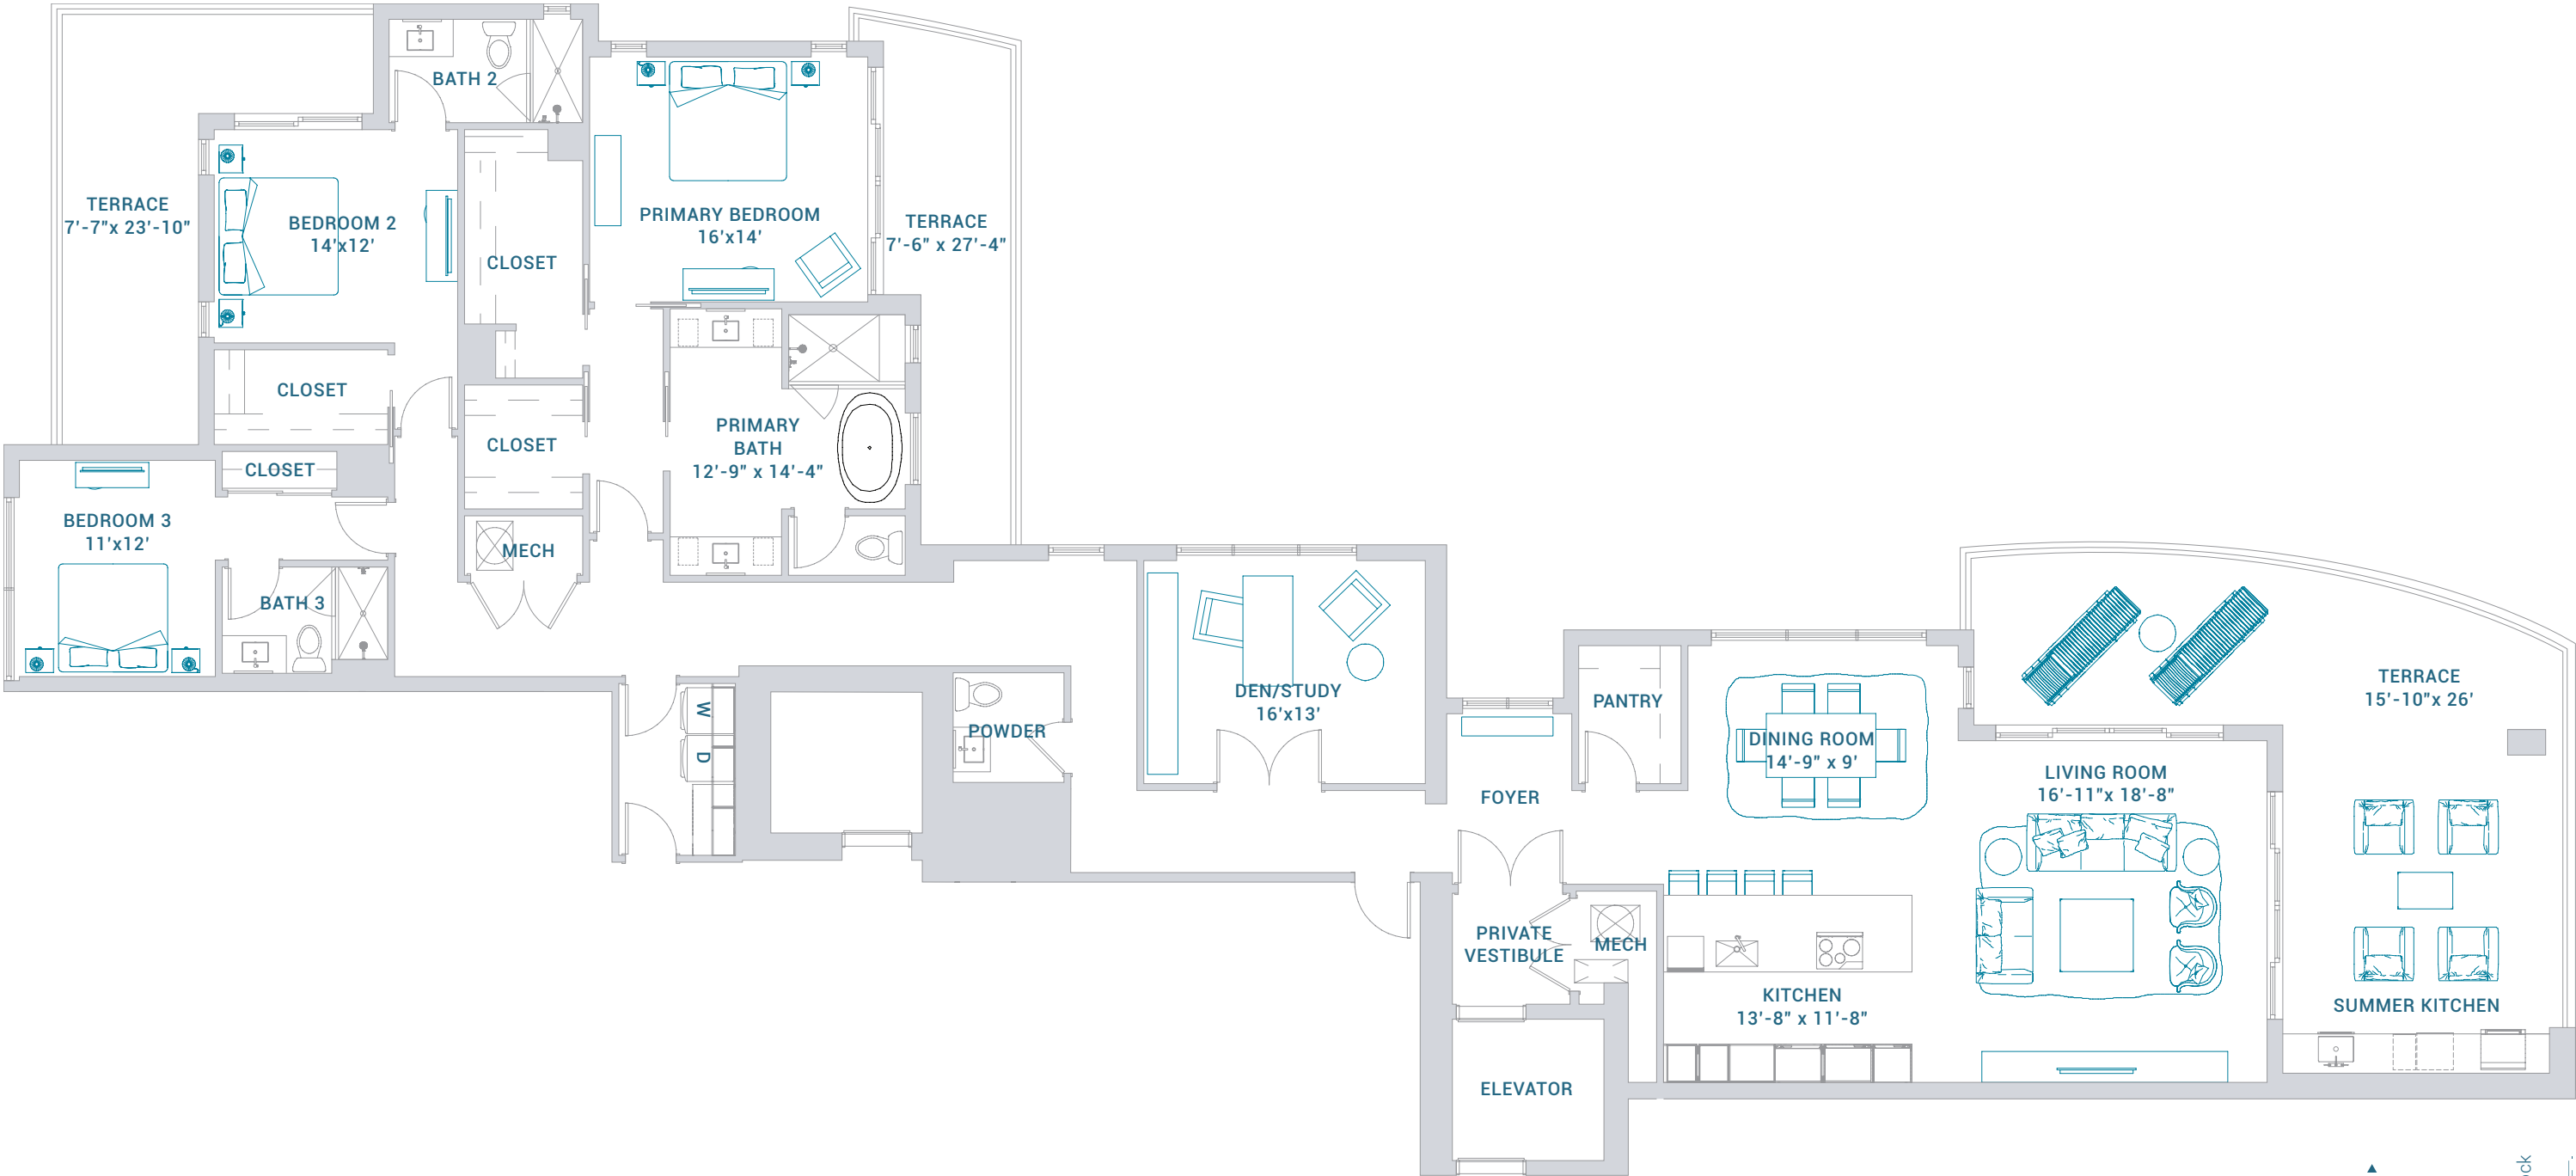 BATH 2
TERRACE
7'-7"x 23'-10"
BEDROOM 2
14'x12'
CLOSET
PRIMARY BEDROOM
16'x14'
TERRACE
7'-6" x 27'-4"
CLOSET
CLOSET
PRIMARY
BATH
12'-9" x 14'-4"
CLOSET
BEDROOM 3
11'x12'
MECH
BATH 3
W
D
POWDER
DEN/STUDY
16'x13'
FOYER
PANTRY
DINING ROOM
14'-9" x 9'
LIVING ROOM
16'-11"x 18'-8"
TERRACE
15'-10"x 26'
PRIVATE
VESTIBULE
MECH
KITCHEN
13'-8" x 11'-8"
SUMMER KITCHEN
ELEVATOR